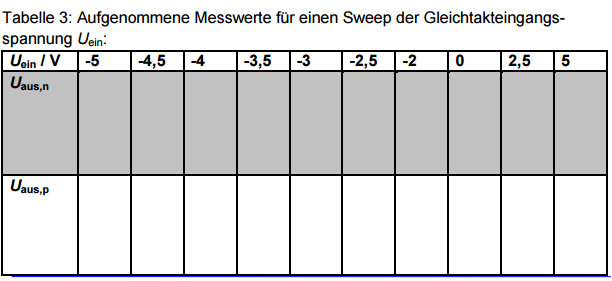 Tabelle 3: Aufgenommene Messwerte für einen Sweep der Gleichtakteingangs-
spannung Uein:
Uein / V -5 -4,5 -4 -3,5 -3 -2,5 -2 0 2,5 5
Uaus,n
Uaus,p